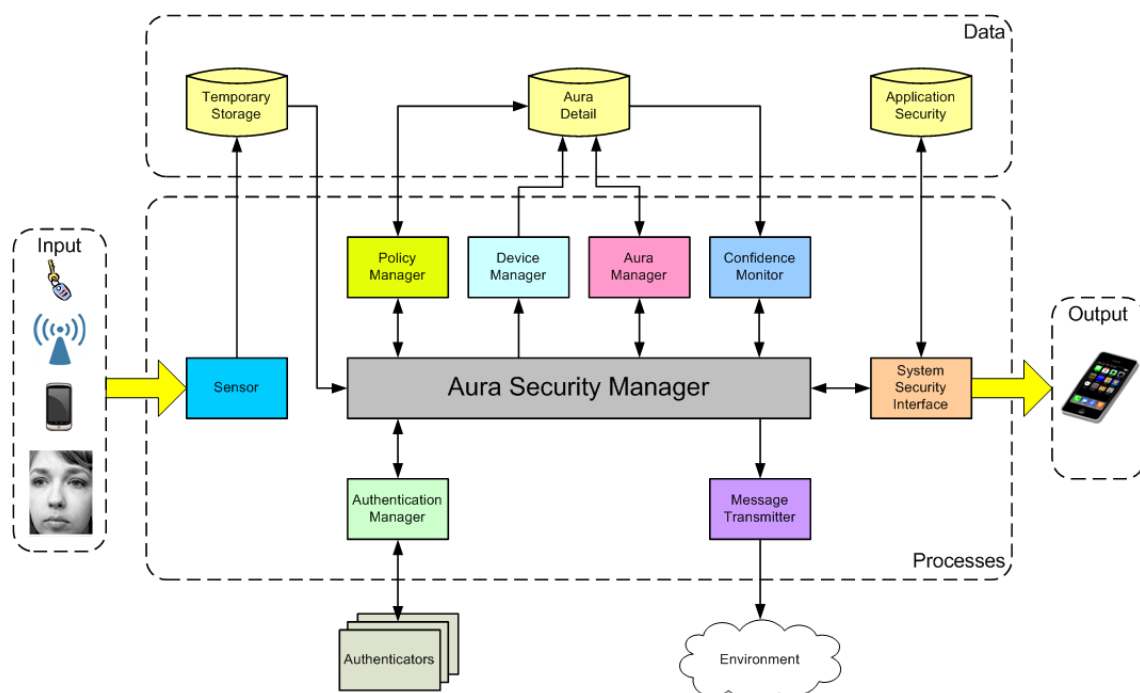 Data
Temporary
Storage
Aura
Detail
Application
Security
Input
Policy
Manager
Device
Manager
Aura
Manager
Confidence
Monitor
Output
Sensor
Aura Security Manager
System
Security
Interface
Authentication
Manager
Message
Transmitter
Processes
Authenticators
Environment